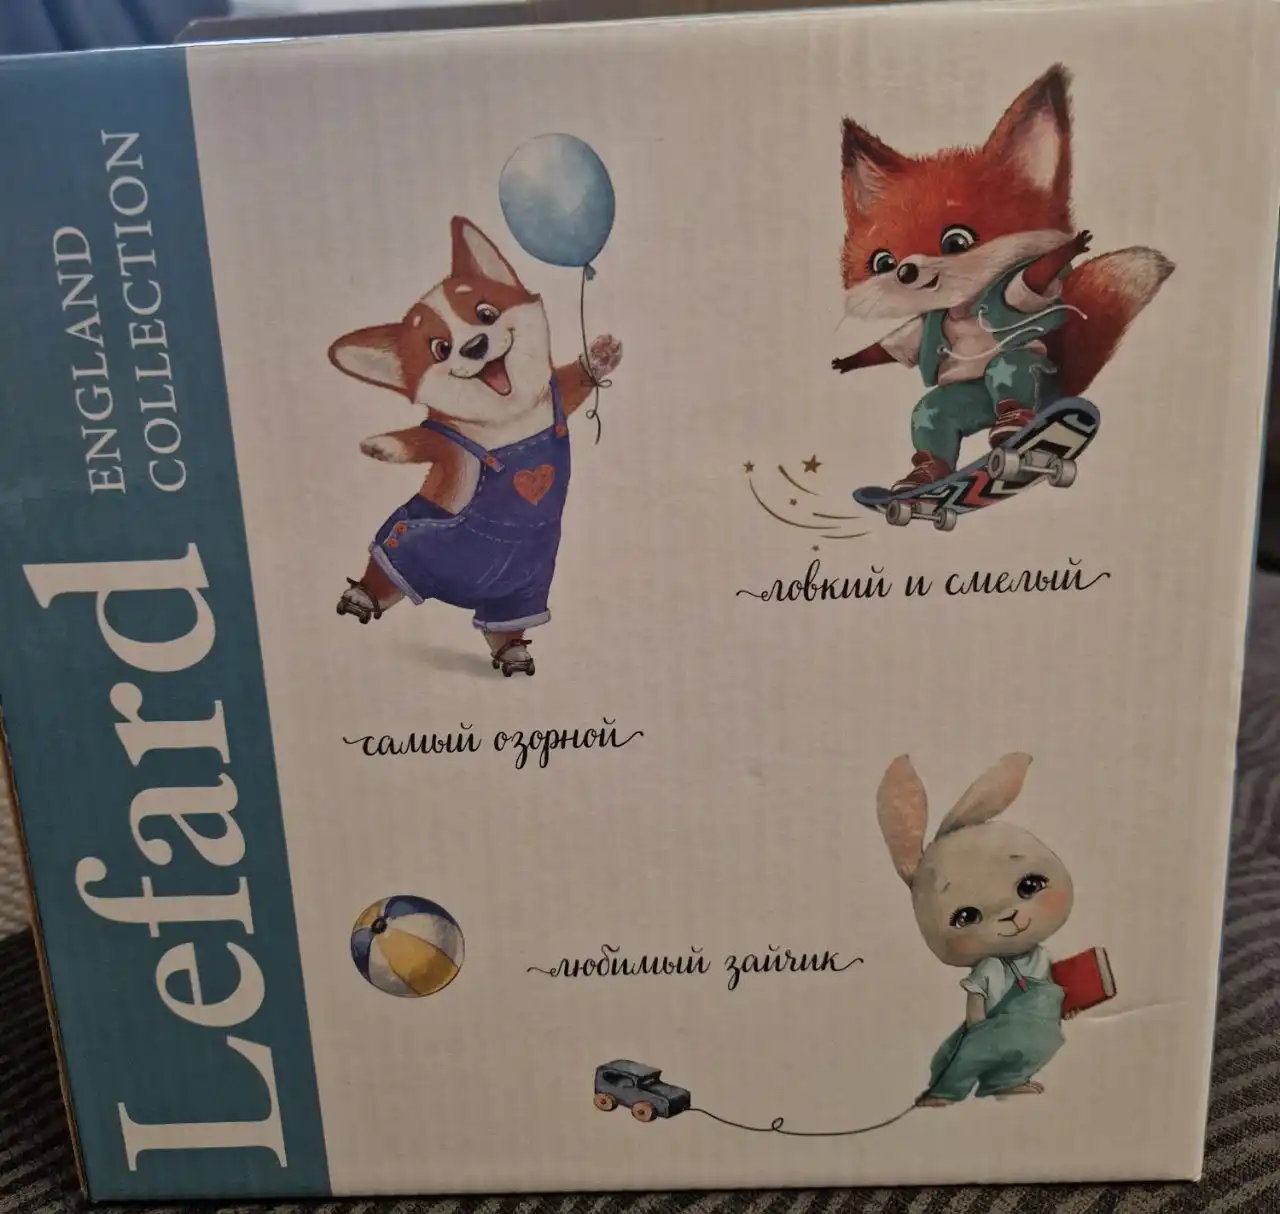 Lefard
ENGLAND
COLLECTION
ловкий и смелый
самый озорной
любимый зайчик